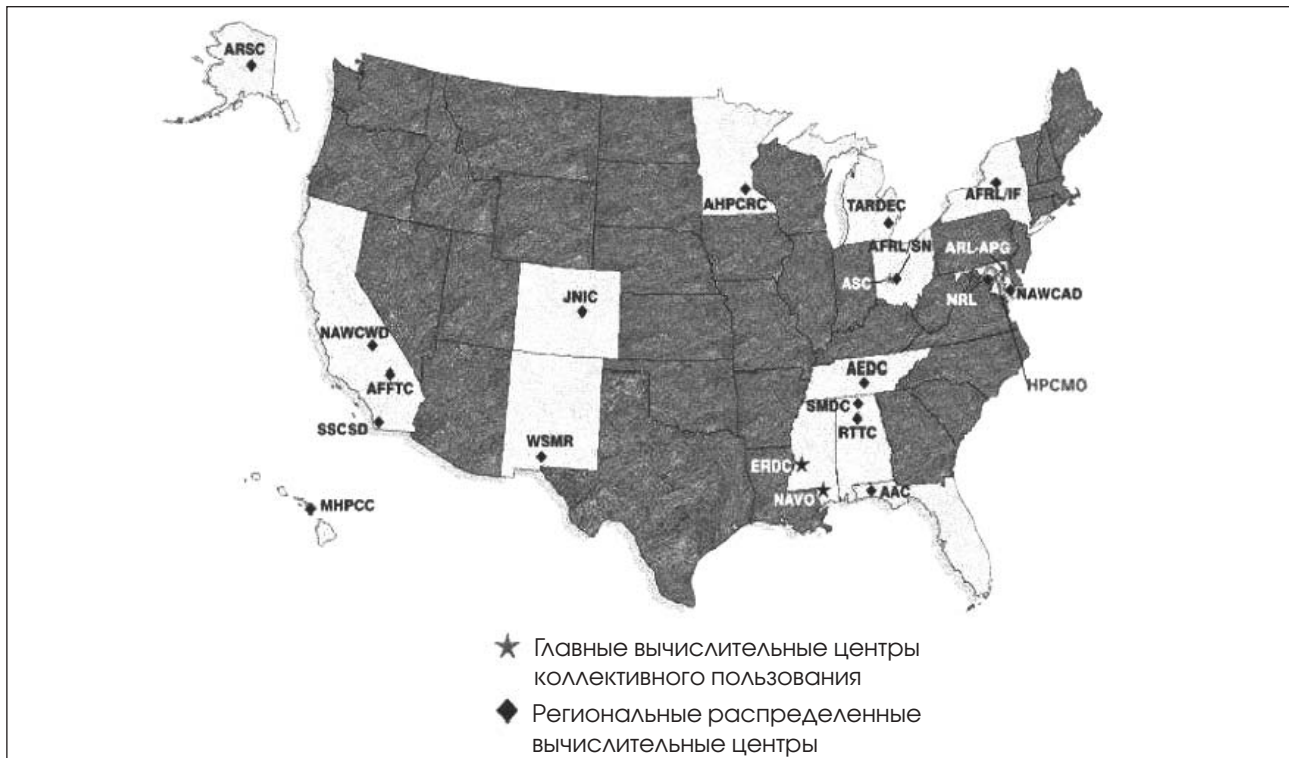 ARSC
AHPCRC
TARDEC
AFRL/IF
AFRL/SN
ARL-APG
ASC
NRL
NAWCAD
JNIC
NAWCWD
AFFTC
AEDC
HPCMO
SMDC
RTTC
SSCSD
WSMR
ERDC
NAVO
AAC
MHPCC
Главные вычислительные центры
коллективного пользования
Региональные распределенные
вычислительные центры